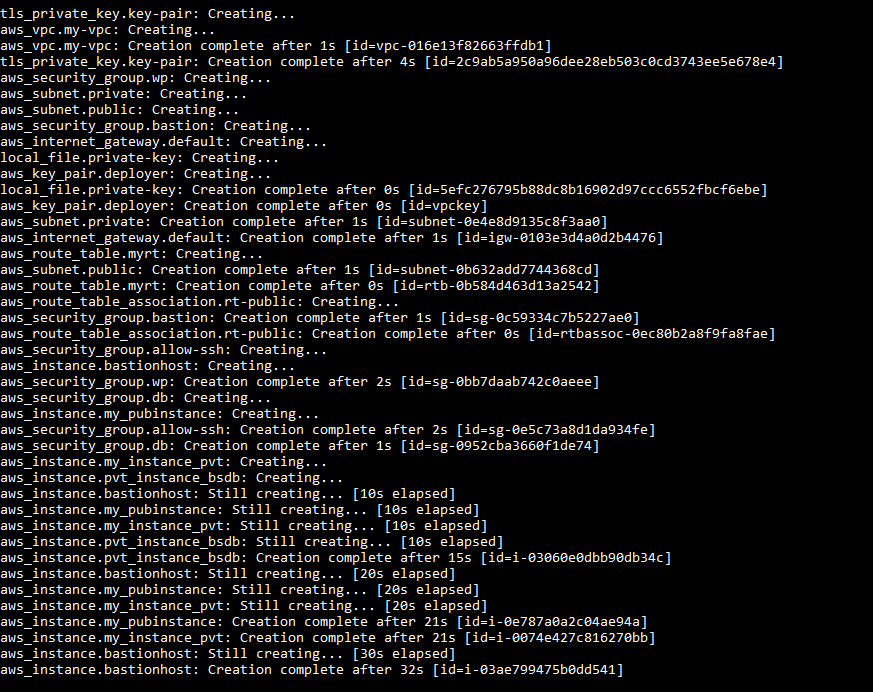 tls_private_key.key-pair: Creating...
aws_vpc.my-vpc: Creating...
aws_vpc.my-vpc: Creation complete after 1s [id=vpc-016e13f82663ffdb1]
tls_private_key.key-pair: Creation complete after 4s [id=2c9ab5a950a96dee28eb503c0cd3743ee5e678e4]
aws_security_group.wp: Creating...
aws_subnet.private: Creating...
aws_subnet.public: Creating...
aws_security_group.bastion: Creating...
aws_internet_gateway.default: Creating...
local_file.private-key: Creating...
aws_key_pair.deployer: Creating...
local_file.private-key: Creation complete after 0s [id=5efc276795b88dc8b16902d97ccc6552fbcf6ebe]
aws_key_pair.deployer: Creation complete after 0s [id=vpckey]
aws_subnet.private: Creation complete after 1s [id=subnet-0e4e8d9135c8f3aa0]
aws_internet_gateway.default: Creation complete after 1s [id=igw-0103e3d4a0d2b4476]
aws_route_table.myrt: Creating...
aws_subnet.public: Creation complete after 1s [id=subnet-0b632add7744368cd]
aws_route_table.myrt: Creation complete after 0s [id=rtb-0b584d463d13a2542]
aws_route_table_association.rt-public: Creating...
aws_security_group.bastion: Creation complete after 1s [id=sg-0c59334c7b5227ae0]
aws_route_table_association.rt-public: Creation complete after 0s [id=rtbassoc-0ec80b2a8f9fa8fae]
aws_security_group.allow-ssh: Creating...
aws_instance.bastionhost: Creating...
aws_security_group.wp: Creation complete after 2s [id=sg-0bb7daab742c0aeee]
aws_security_group.db: Creating...
aws_instance.my_pubinstance: Creating...
aws_security_group.allow-ssh: Creation complete after 2s [id=sg-0e5c73a8d1da934fe]
aws_security_group.db: Creation complete after 1s [id=sg-0952cba3660f1de74]
aws_instance.my_instance_pvt: Creating...
aws_instance.pvt_instance_bsdb: Creating...
aws_instance.bastionhost: Still creating... [10s elapsed]
aws_instance.my_pubinstance: Still creating... [10s elapsed]
aws_instance.my_instance_pvt: Still creating... [10s elapsed]
aws_instance.pvt_instance_bsdb: Still creating... [10s elapsed]
aws_instance.pvt_instance_bsdb: Creation complete after 15s [id=i-03060e0dbb90db34c]
aws_instance.bastionhost: Still creating... [20s elapsed]
aws_instance.my_pubinstance: Still creating... [20s elapsed]
aws_instance.my_instance_pvt: Still creating... [20s elapsed]
aws_instance.my_pubinstance: Creation complete after 21s [id=i-0e787a0a2c04ae94a]
aws_instance.my_instance_pvt: Creation complete after 21s [id=i-0074e427c816270bb]
aws_instance.bastionhost: Still creating... [30s elapsed]
aws_instance.bastionhost: Creation complete after 32s [id=i-03ae799475b0dd541]